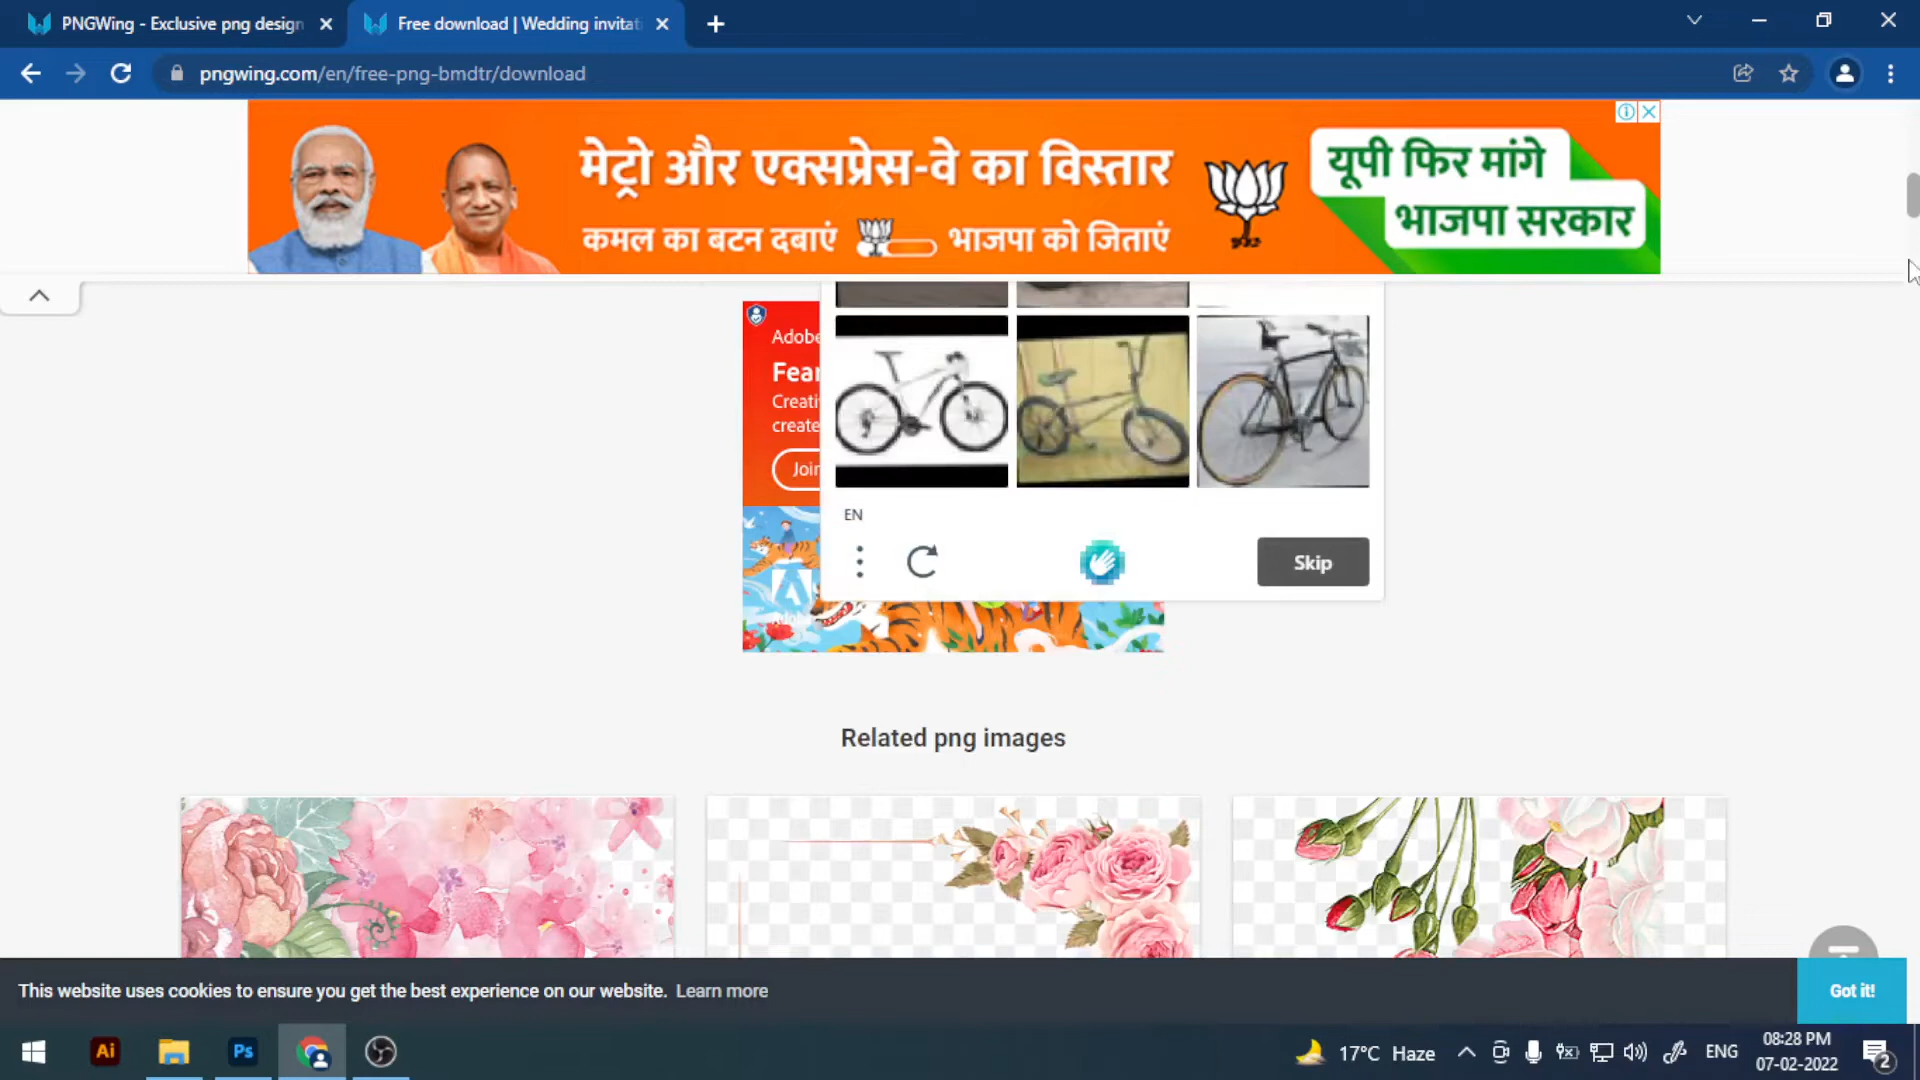 PNGWing - Exclusive png design
Free download | Wedding invitat
pngwing.com/en/free-png-bmdtr/download
मेट्रो और एक्सप्रेस-वे का विस्तार
कमल का बटन दबाएं भाजपा को जिताएं
यूपी फिर मांगे
भाजपा सरकार
Adobe
Fear
Creati
create
Join
EN
Skip
Related png images
This website uses cookies to ensure you get the best experience on our website. Learn more
Got it!
Ai
Ps
17°C Haze
ENG
08:28 PM
07-02-2022
2